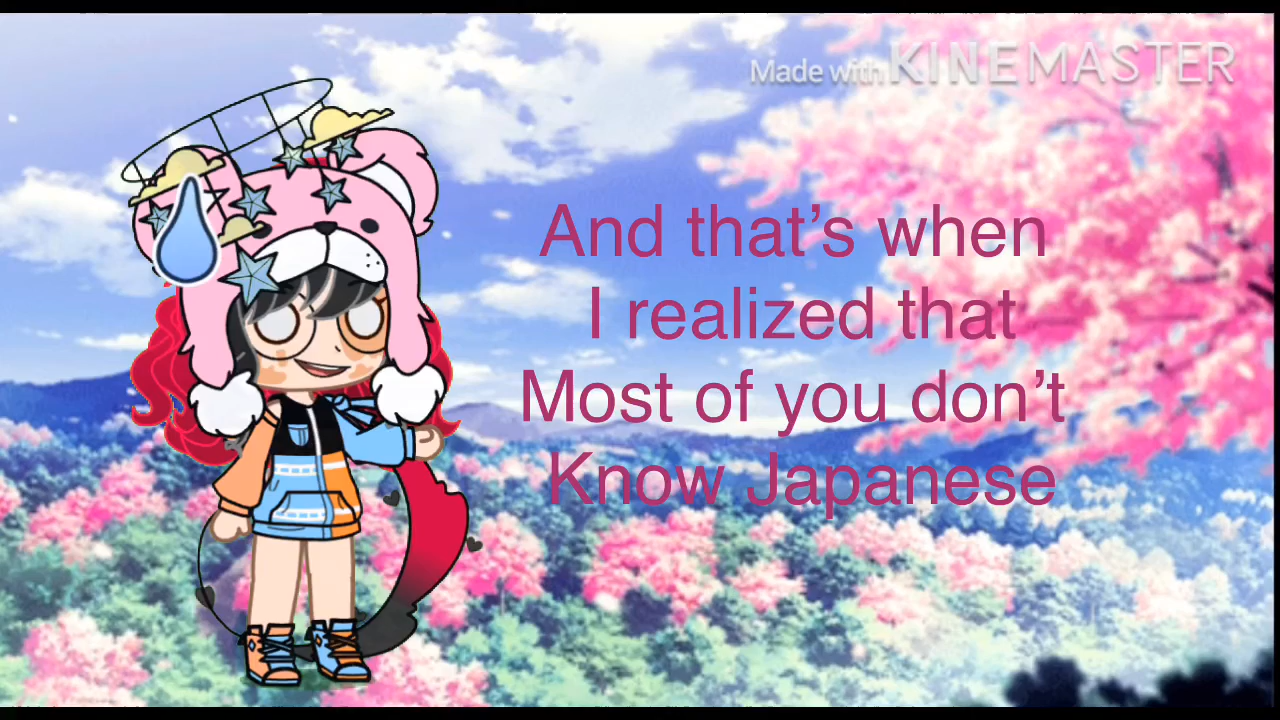 Made with KINEMASTER
And that's when
I realized that
Most of you don't
Know Japanese